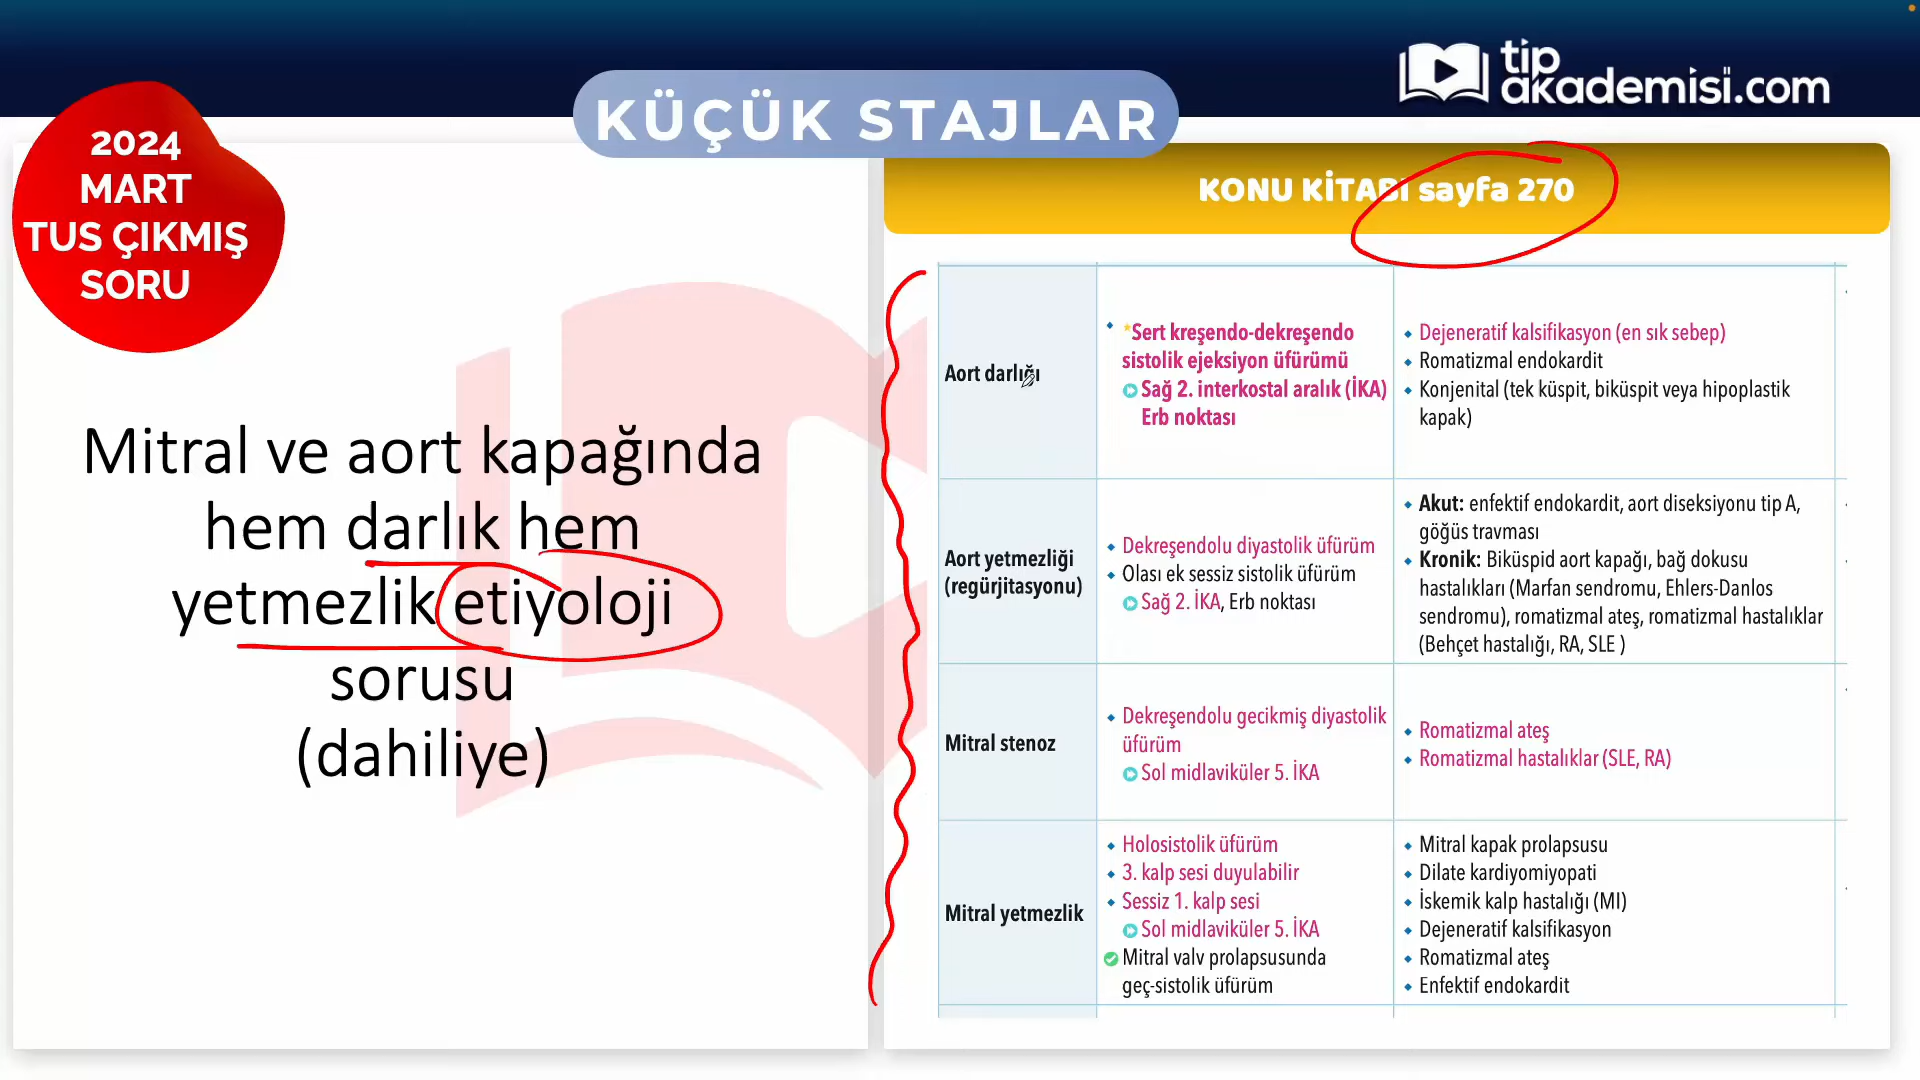 tıp
akademisi.com
KÜÇÜK STAJLAR
2024
MART
TUS ÇIKMIŞ
SORU
Mitral ve aort kapağında
hem darlık hem
yetmezlik etiyoloji
sorusu
(dahiliye)
KONU KİTABI sayfa 270
Aort darlığı
*Sert kreşendo-dekreşendo
sistolik ejeksiyon üfürümü
Sağ 2. interkostal aralık (İKA)
Erb noktası
Dejeneratif kalsifikasyon (en sık sebep)
Romatizmal endokardit
Konjenital (tek küspit, biküspit veya hipoplastik
kapak)
Aort yetmezliği
(regürjitasyonu)
Dekreşendolu diyastolik üfürüm
Olası ek sessiz sistolik üfürüm
Sağ 2. İKA, Erb noktası
Akut: enfektif endokardit, aort diseksiyonu tip A,
göğüs travması
Kronik: Biküspid aort kapağı, bağ dokusu
hastalıkları (Marfan sendromu, Ehlers-Danlos
sendromu), romatizmal ateş, romatizmal hastalıklar
(Behçet hastalığı, RA, SLE )
Mitral stenoz
Dekreşendolu gecikmiş diyastolik
üfürüm
Sol midlaviküler 5. İKA
Romatizmal ateş
Romatizmal hastalıklar (SLE, RA)
Mitral yetmezlik
Holosistolik üfürüm
3. kalp sesi duyulabilir
Sessiz 1. kalp sesi
Sol midlaviküler 5. İKA
Mitral valv prolapsusunda
geç-sistolik üfürüm
Mitral kapak prolapsusu
Dilate kardiyomiyopati
İskemik kalp hastalığı (MI)
Dejeneratif kalsifikasyon
Romatizmal ateş
Enfektif endokardit